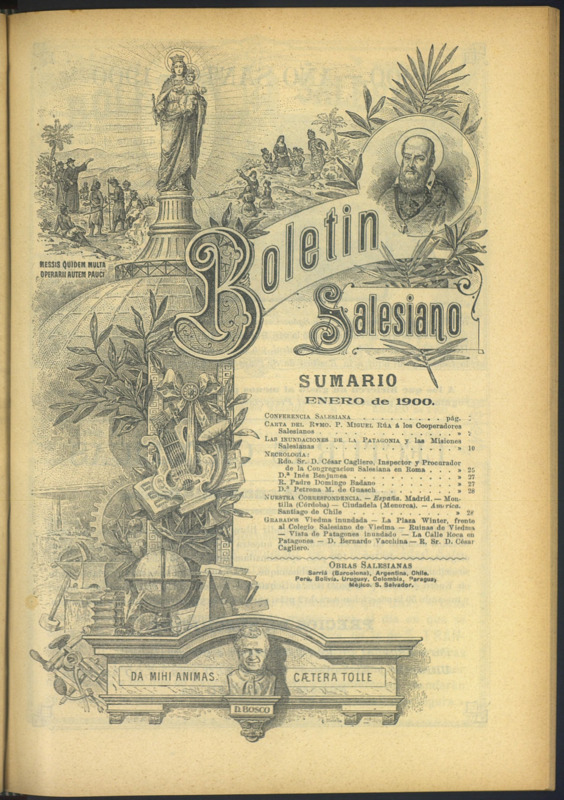 MESSIS QUIDEM MULTA
OPERARII AUTEM PAUCI
Boletin
Salesiano
SUMARIO
ENERO de 1900.
CONFERENCIA SALESIANA . . . . . . . . pág.
CARTA DEL RVMO. P. MIGUEL RÚA á los Cooperadores
Salesianos . . . . . . . . »
LAS INUNDACIONES DE LA PATAGONIA y las Misiones
Salesianas . . . . . . . . » 16
NECROLOGIA:
Rdo. Sr. D. César Cagliero, Inspector y Procurador
de la Congregacion Salesiana en Roma . . . » 25
D.ª Inés Benjumea . . . . . . . . » 27
R. Padre Domingo Badano . . . . . . . . » 27
D.ª Petrona M. de Guasch . . . . . . . . » 28
NUESTRA CORRESPONDENCIA. — España. Madrid. — Mon-
tilla (Córdoba) — Ciudadela (Menorca). — América.
Santiago de Chile . . . . . . . . » 28
GRABADOS Viedma inundada — La Plaza Winter, frente
al Colegio Salesiano de Viedma — Ruinas de Viedma
— Vista de Patagones Inundado — La Calle Roca en
Patagones — D. Bernardo Vacchina — R. Sr. D. César
Cagliero.
OBRAS SALESIANAS
Sarriá (Barcelona), Argentina, Chile,
Perú, Bolivia, Uruguay, Colombia, Paraguay,
Méjico, S. Salvador.
DA MIHI ANIMAS
CÆTERA TOLLE
D. BOSCO